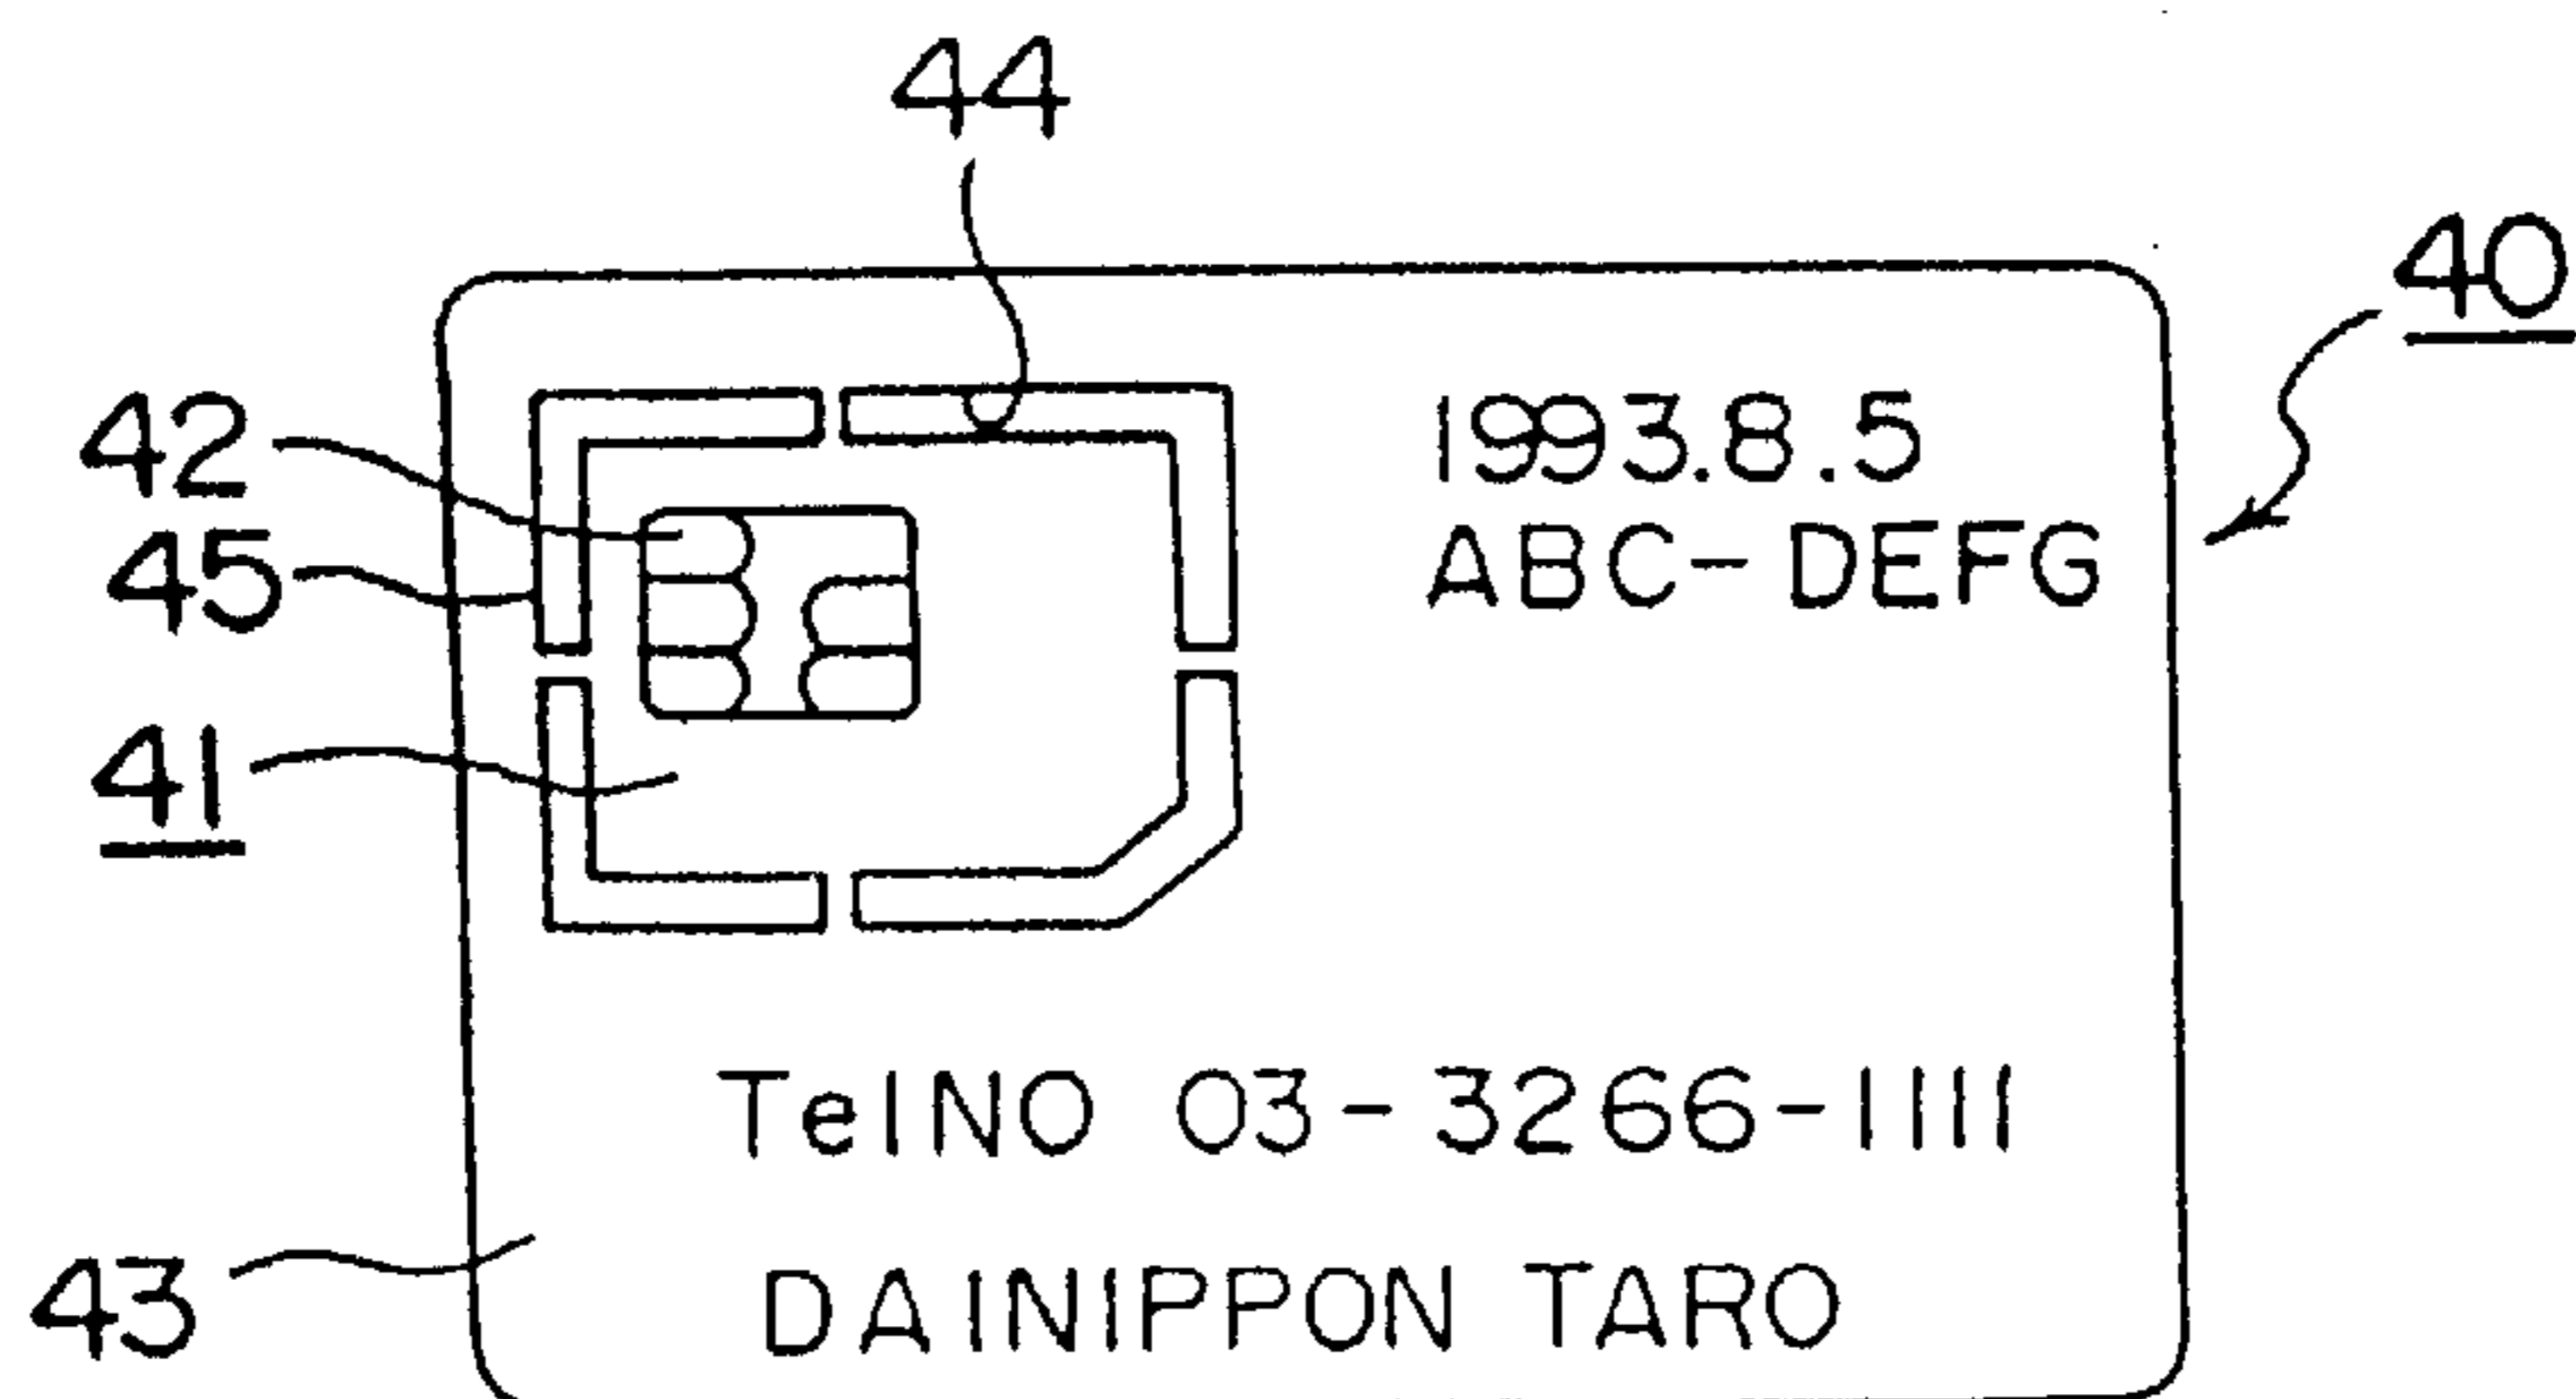 44
40
42
45
41
43
1993.8.5
ABC-DEFG
TelNO 03-3266-1111
DAINIPPON TARO